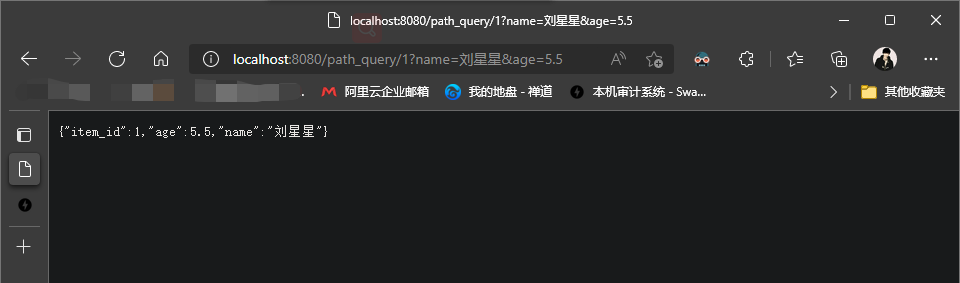 localhost:8080/path_query/1?name=刘星星&age=5.5
localhost:8080/path_query/1?name=刘星星&age=5.5
阿里云企业邮箱 我的地盘 - 禅道 本机审计系统 - Swa... 其他收藏夹
{"item_id":1,"age":5.5,"name":"刘星星"}